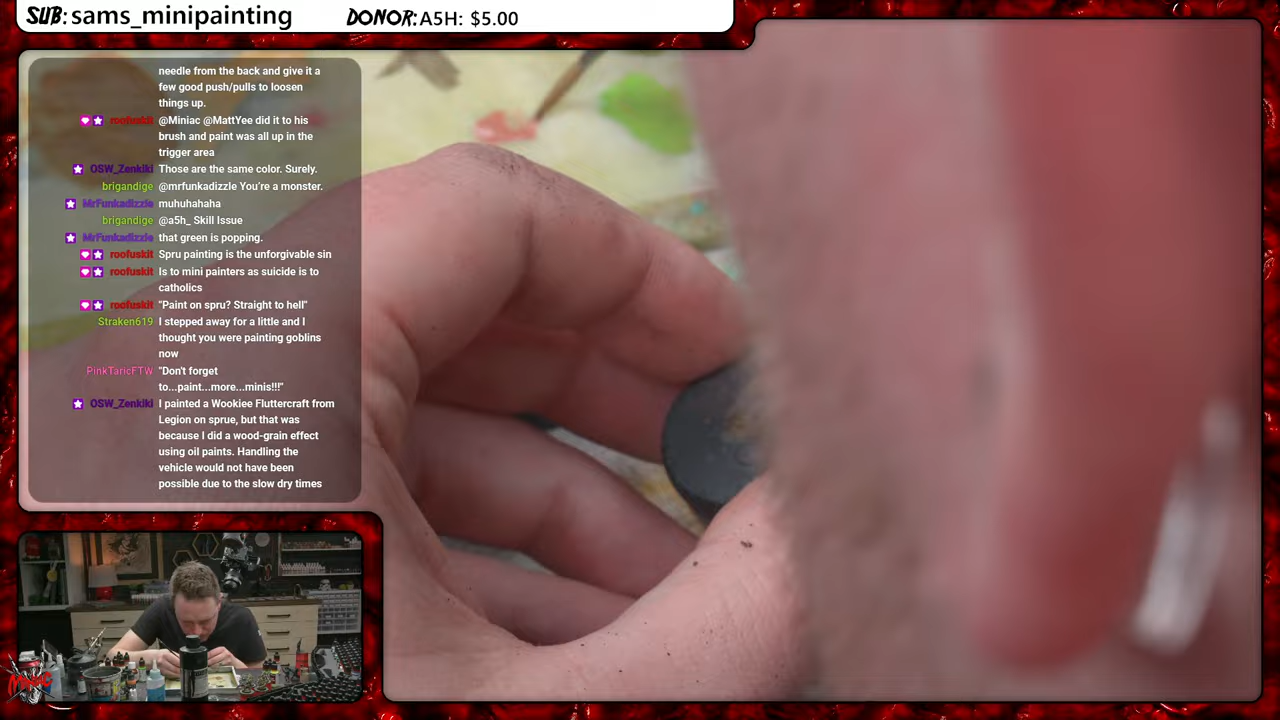 SUB: sams_minipainting
DONOR: A5H: $5.00
needle from the back and give it a
few good push/pulls to loosen
things up.
roofuskit @Miniac @MattYee did it to his
brush and paint was all up in the
trigger area
OSW_Zenkiki Those are the same color. Surely.
brigandige @mrfunkadizzle You're a monster.
MrFunkadizzle muhuhahaha
brigandige @a5h_ Skill Issue
MrFunkadizzle that green is popping.
roofuskit Spru painting is the unforgivable sin
roofuskit Is to mini painters as suicide is to
catholics
roofuskit "Paint on spru? Straight to hell"
Straken619 I stepped away for a little and I
thought you were painting goblins
now
PinkTaricFTW "Don't forget
to...paint...more...minis!!!"
OSW_Zenkiki I painted a Wookiee Fluttercraft from
Legion on sprue, but that was
because I did a wood-grain effect
using oil paints. Handling the
vehicle would not have been
possible due to the slow dry times
MINIAC